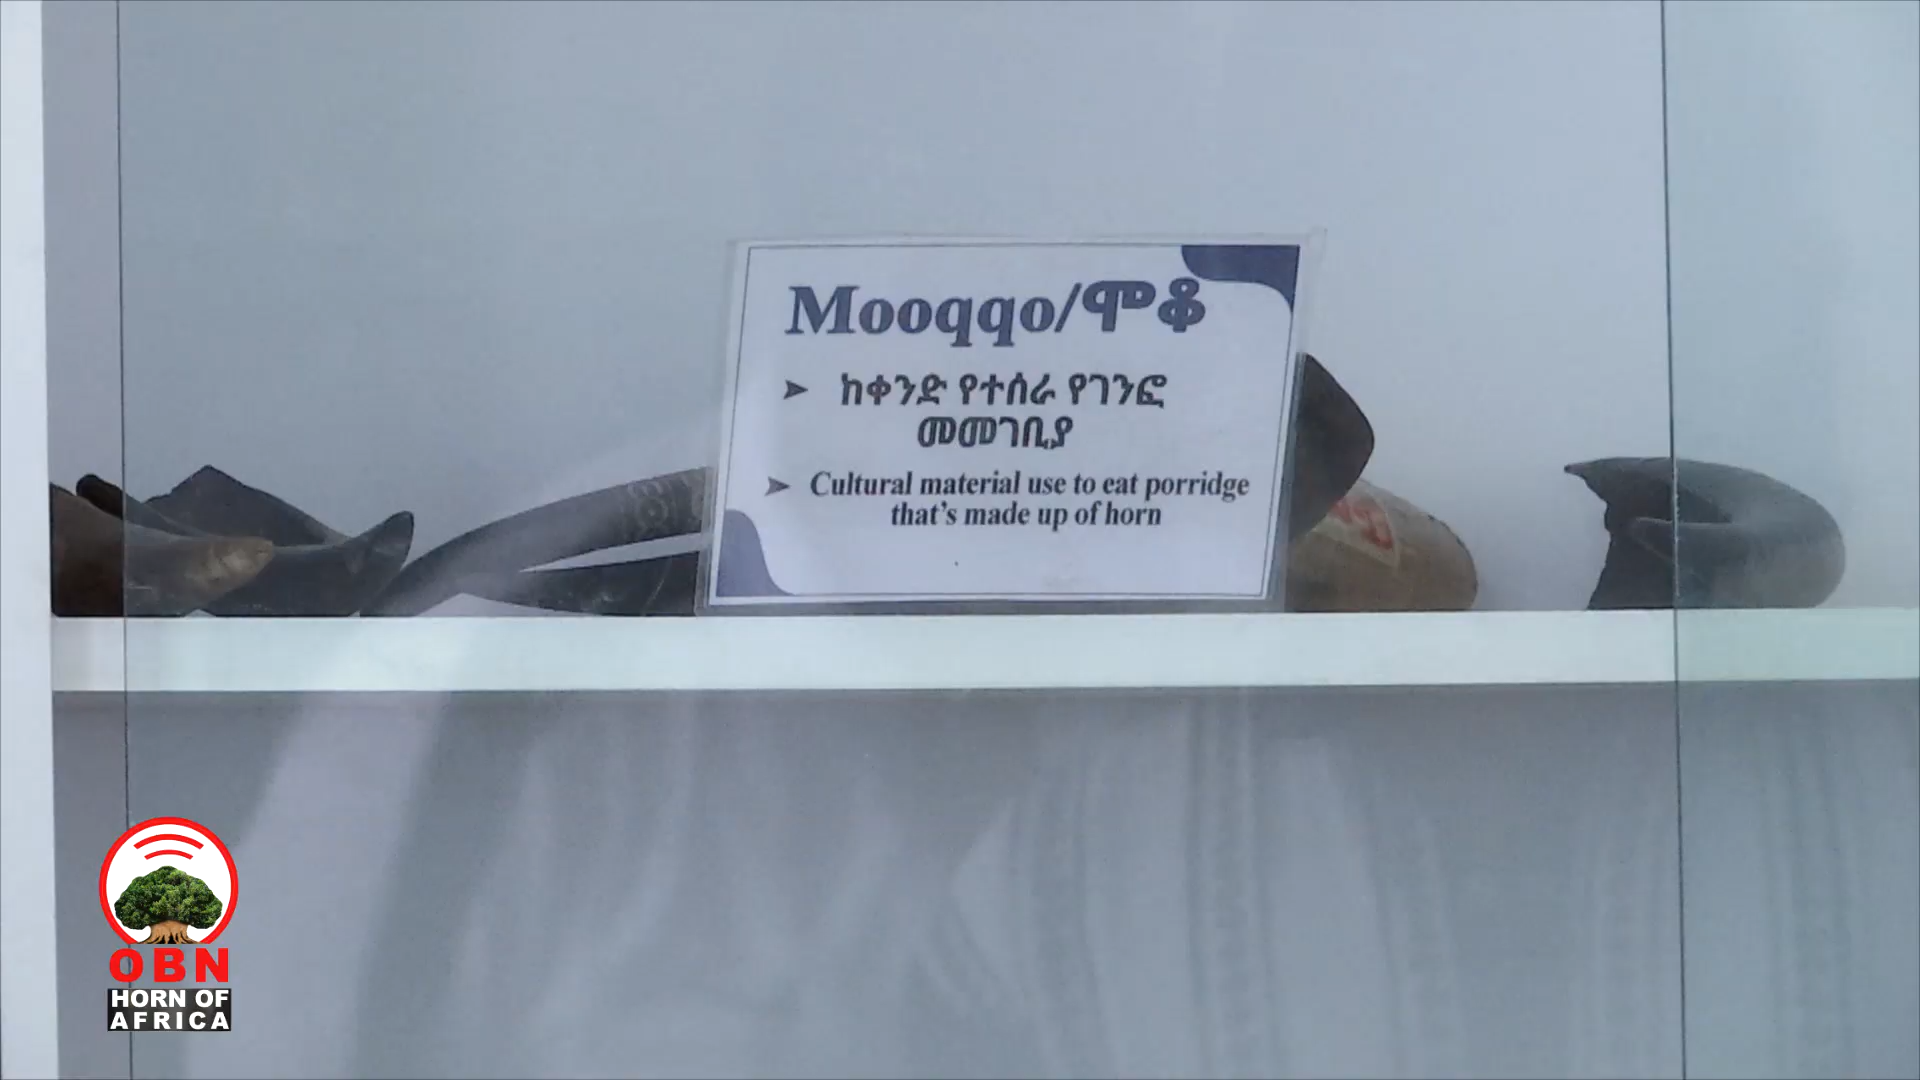 Mooqqo/ሞቆ
➤ ከቀንድ የተሰራ የገንፎ
መመገቢያ
➤ Cultural material use to eat porridge
that's made up of horn
OBN
HORN OF
AFRICA